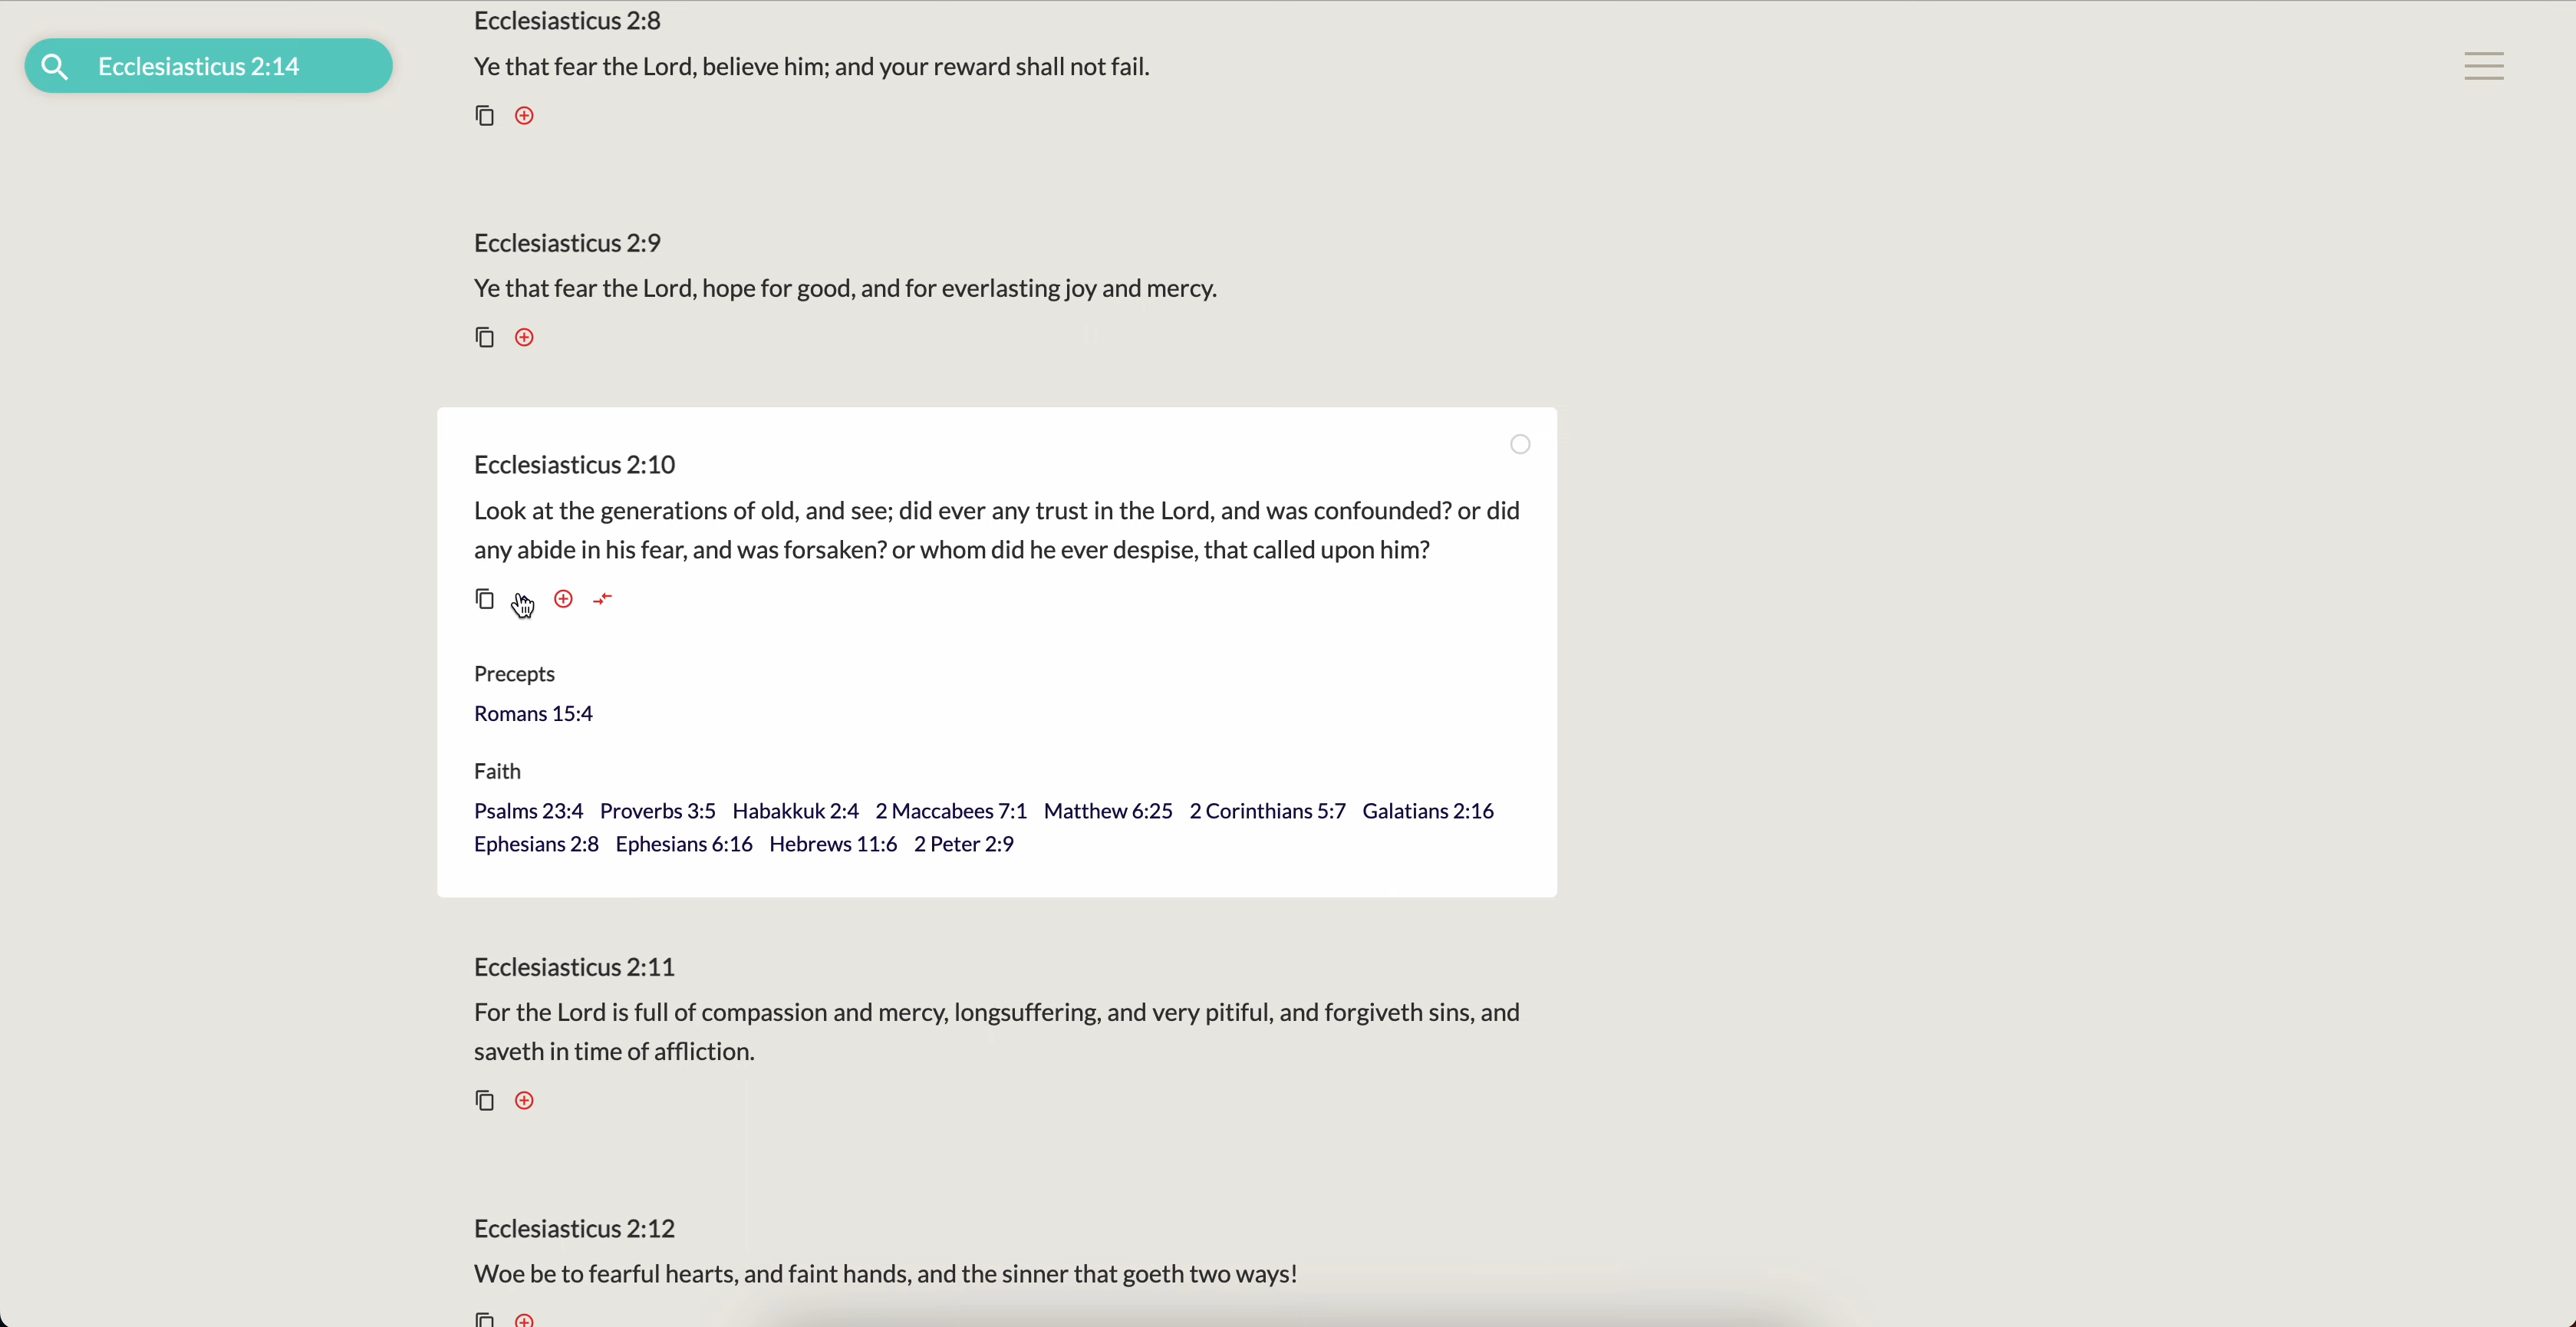 Ecclesiasticus 2:14
Ecclesiasticus 2:8
Ye that fear the Lord, believe him; and your reward shall not fail.
Ecclesiasticus 2:9
Ye that fear the Lord, hope for good, and for everlasting joy and mercy.
Ecclesiasticus 2:10
Look at the generations of old, and see; did ever any trust in the Lord, and was confounded? or did
any abide in his fear, and was forsaken? or whom did he ever despise, that called upon him?
Precepts
Romans 15:4
Faith
Psalms 23:4 Proverbs 3:5 Habakkuk 2:4 2 Maccabees 7:1 Matthew 6:25 2 Corinthians 5:7 Galatians 2:16
Ephesians 2:8 Ephesians 6:16 Hebrews 11:6 2 Peter 2:9
Ecclesiasticus 2:11
For the Lord is full of compassion and mercy, longsuffering, and very pitiful, and forgiveth sins, and
saveth in time of affliction.
Ecclesiasticus 2:12
Woe be to fearful hearts, and faint hands, and the sinner that goeth two ways!